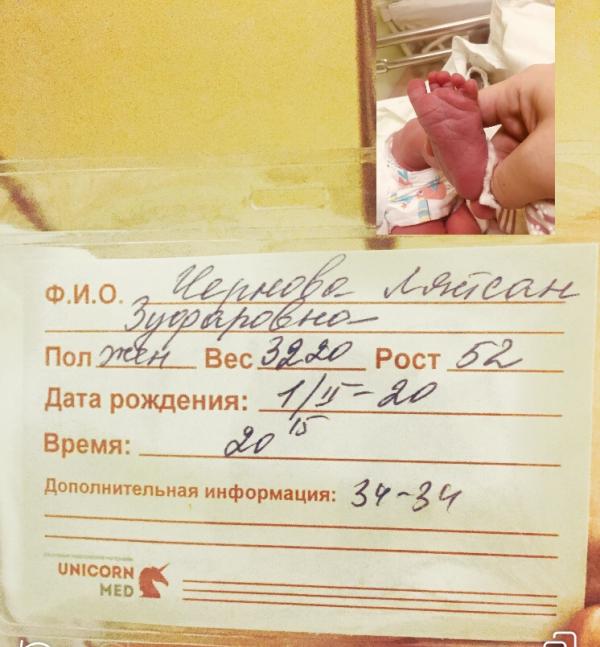 Ф.И.О. Чернова Ляйсан
Зуфаровна
Пол жен Вес 3220 Рост 52
Дата рождения: 1/II-20
Время: 20 15
Дополнительная информация: 34-34
UNICORN
MED